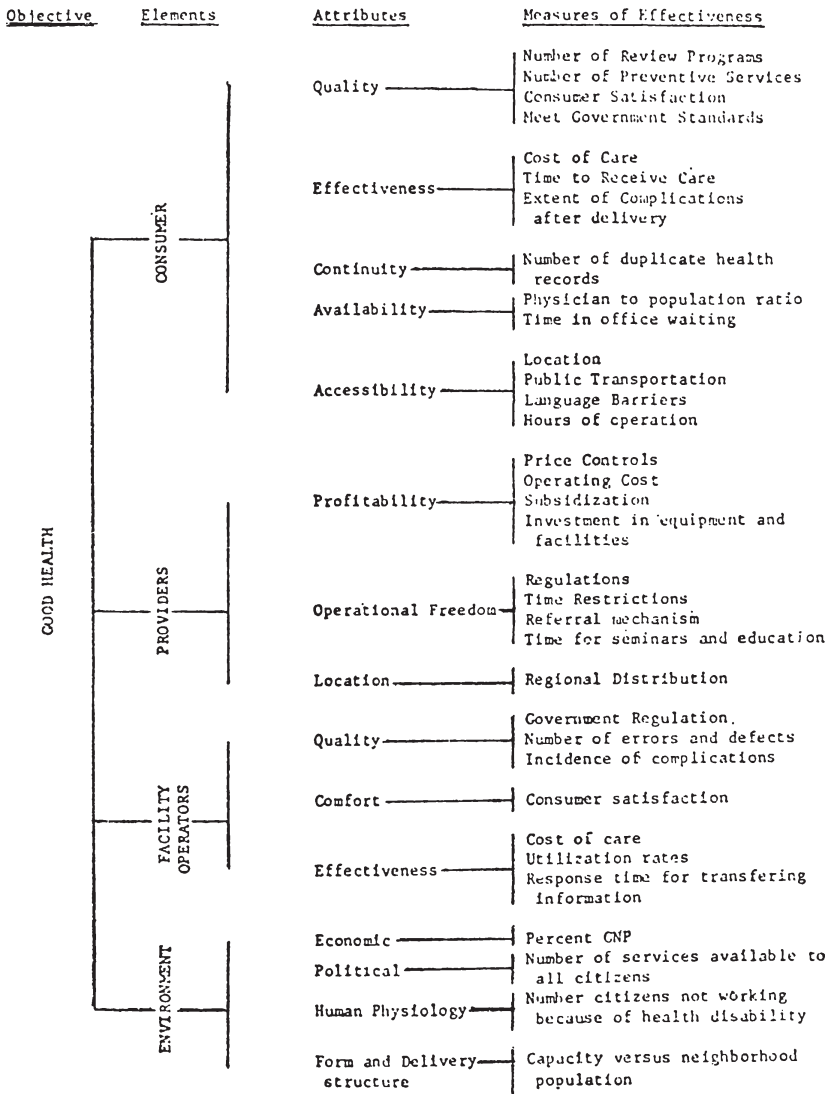 Objective Elements Attributes Measures of Effectiveness
GOOD HEALTH
CONSUMER
Quality
Number of Review Programs
Number of Preventive Services
Consumer Satisfaction
Meet Government Standards
Effectiveness
Cost of Care
Time to Receive Care
Extent of Complications
after delivery
Continuity
Number of duplicate health
records
Availability
Physician to population ratio
Time in office waiting
Accessibility
Location
Public Transportation
Language Barriers
Hours of operation
PROVIDERS
Profitability
Price Controls
Operating Cost
Subsidization
Investment in equipment and
facilities
Operational Freedom
Regulations
Time Restrictions
Referral mechanism
Time for seminars and education
Location
Regional Distribution
FACILITY
OPERATORS
Quality
Government Regulation.
Number of errors and defects
Incidence of complications
Comfort
Consumer satisfaction
Effectiveness
Cost of care
Utilization rates
Response time for transfering
information
ENVIRONMENT
Economic
Percent GNP
Political
Number of services available to
all citizens
Human Physiology
Number citizens not working
because of health disability
Form and Delivery
structure
Capacity versus neighborhood
population